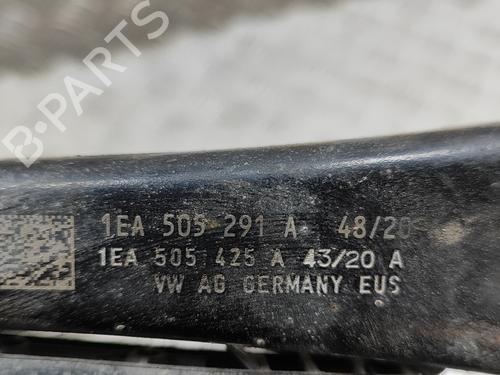 B-PARTS
1EA 505 291 A 48/20
1EA 505 425 A 43/20 A
VW AG GERMANY EUS